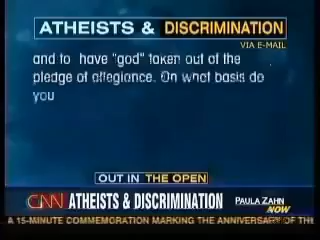 ATHEISTS & DISCRIMINATION
VIA E-MAIL
and to have "god" taken out of the
pledge of allegiance. On what basis do
you
OUT IN THE OPEN
CNN ATHEISTS & DISCRIMINATION PAULA ZAHN NOW
A 15-MINUTE COMMEMORATION MARKING THE ANNIVERSARY OF THE